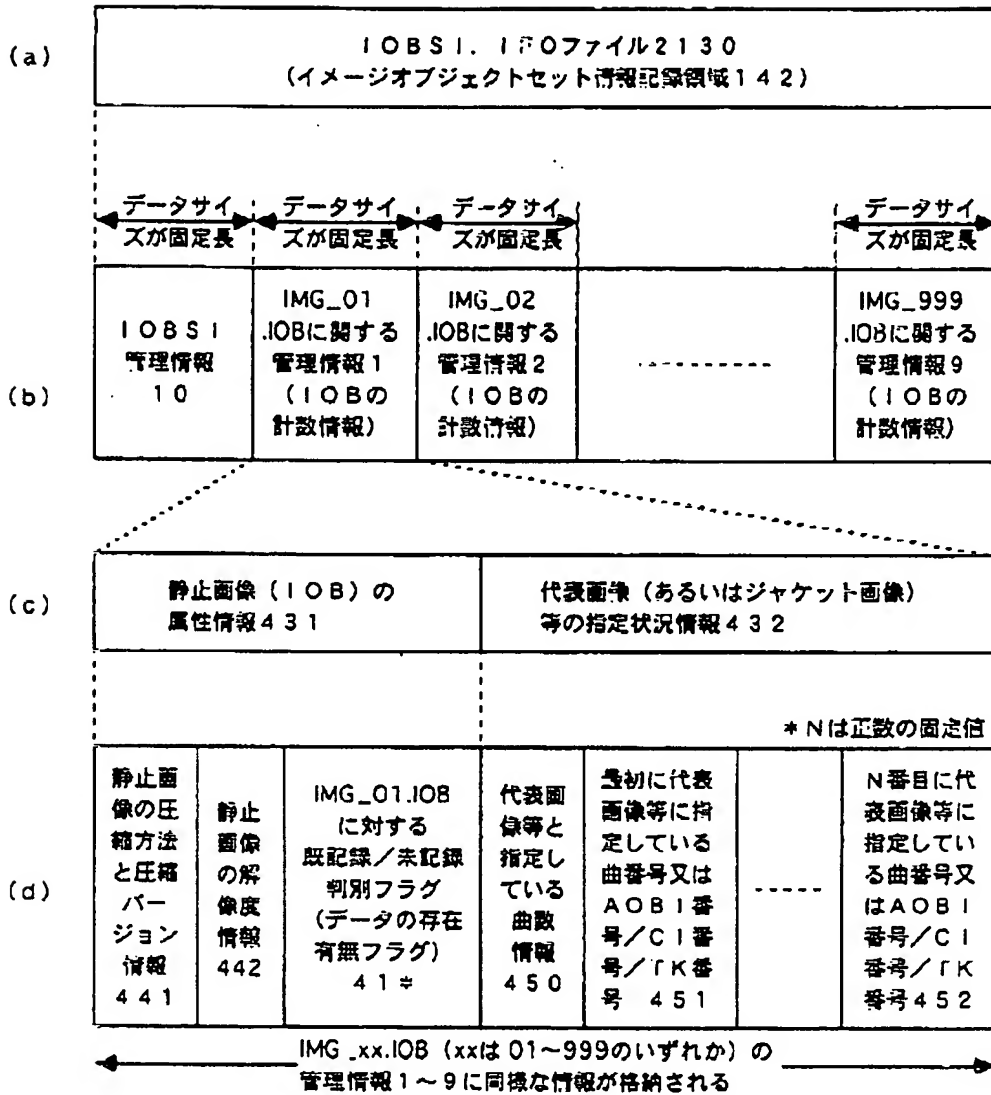 (a)
IOBSI. IFOファイル2130
(イメージオブジェクトセット情報記録領域142)
データサイ
ズが固定長
データサイ
ズが固定長
データサイ
ズが固定長
データサイ
ズが固定長
(b)
IOBSI
管理情報
10
IMG_01
.IOBに関する
管理情報1
(IOBの
計数情報)
IMG_02
.IOBに関する
管理情報2
(IOBの
計数情報)
IMG_999
.IOBに関する
管理情報9
(IOBの
計数情報)
(c)
静止画像(IOB)の
属性情報431
代表画像(あるいはジャケット画像)
等の指定状況情報432
*Nは正数の固定値
(d)
静止画
像の圧
縮方法
と圧縮
バー
ジョン
情報
441
静止
画像
の解
像度
情報
442
IMG_01.IOB
に対する
既記録/未記録
判別フラグ
(データの存在
有無フラグ)
41*
代表画
像等と
指定し
ている
曲数
情報
450
最初に代表
画像等に指
定している
曲番号又は
AOBI番
号/CI番
号/TK番
号 451
N番目に代
表画像等に
指定してい
る曲番号又
はAOBI
番号/CI
番号/TK
番号452
IMG_xx.IOB(xxは01~999のいずれか)の
管理情報1~9に同様な情報が格納される